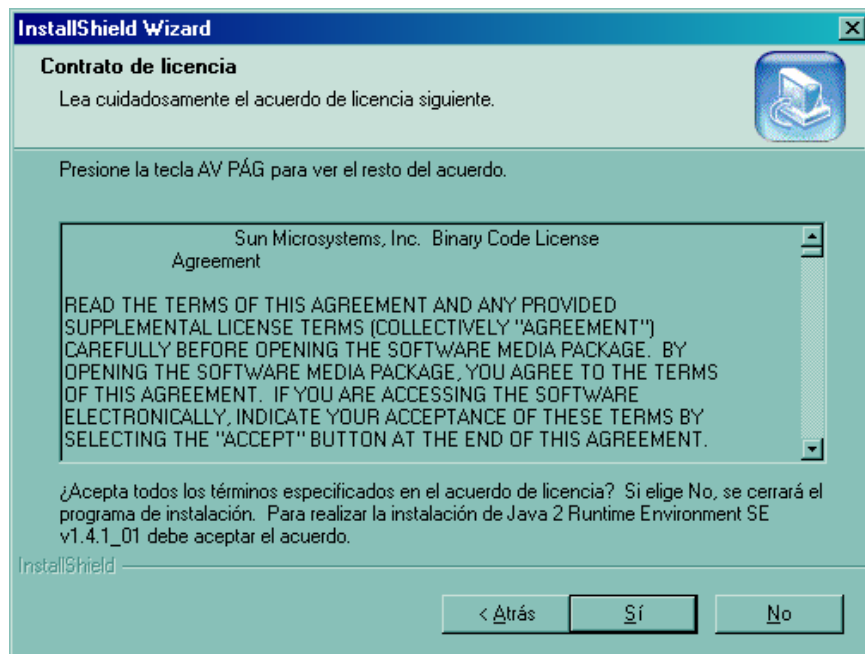 InstallShield Wizard
Contrato de licencia
Lea cuidadosamente el acuerdo de licencia siguiente.
Presione la tecla AV PÁG para ver el resto del acuerdo.
Sun Microsystems, Inc.  Binary Code License
Agreement
READ THE TERMS OF THIS AGREEMENT AND ANY PROVIDED
SUPPLEMENTAL LICENSE TERMS (COLLECTIVELY "AGREEMENT")
CAREFULLY BEFORE OPENING THE SOFTWARE MEDIA PACKAGE.  BY
OPENING THE SOFTWARE MEDIA PACKAGE, YOU AGREE TO THE TERMS
OF THIS AGREEMENT.  IF YOU ARE ACCESSING THE SOFTWARE
ELECTRONICALLY, INDICATE YOUR ACCEPTANCE OF THESE TERMS BY
SELECTING THE "ACCEPT" BUTTON AT THE END OF THIS AGREEMENT.
¿Acepta todos los términos especificados en el acuerdo de licencia?  Si elige No, se cerrará el
programa de instalación.  Para realizar la instalación de Java 2 Runtime Environment SE
v1.4.1_01 debe aceptar el acuerdo.
InstallShield
< Atrás
Sí
No